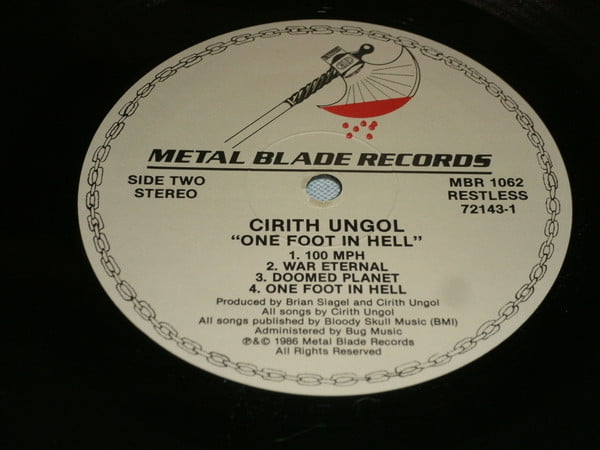 METAL BLADE RECORDS
SIDE TWO
STEREO
MBR 1062
RESTLESS
72143-1
CIRITH UNGOL
"ONE FOOT IN HELL"
1. 100 MPH
2. WAR ETERNAL
3. DOOMED PLANET
4. ONE FOOT IN HELL
Produced by Brian Slagel and Cirith Ungol
All songs by Cirith Ungol
All songs published by Bloody Skull Music (BMI)
Administered by Bug Music
℗&© 1986 Metal Blade Records
All Rights Reserved